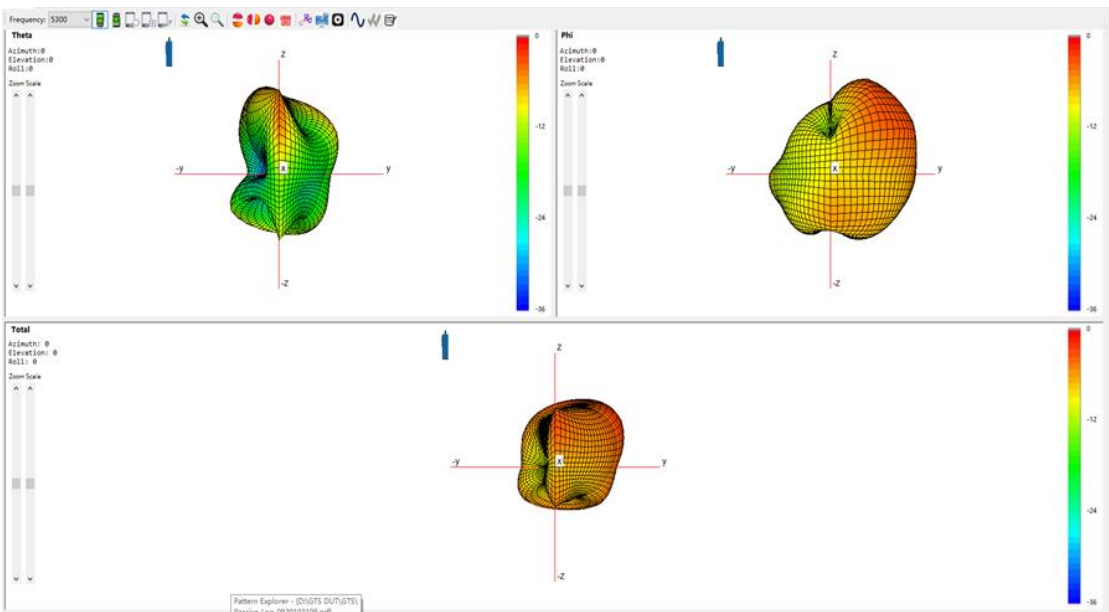 Frequency: 5300
Theta
Azimuth:0
Elevation:0
Roll:0
Zoom Scale
z
-y
x
y
-z
0
-12
-24
-36
Phi
Azimuth:0
Elevation:0
Roll:0
Zoom Scale
z
-y
x
y
-z
0
-12
-24
-36
Total
Azimuth: 0
Elevation: 0
Roll: 0
Zoom Scale
z
-y
x
y
-z
0
-12
-24
-36
Pattern Explorer - [D:\GTS DUT\GTS\